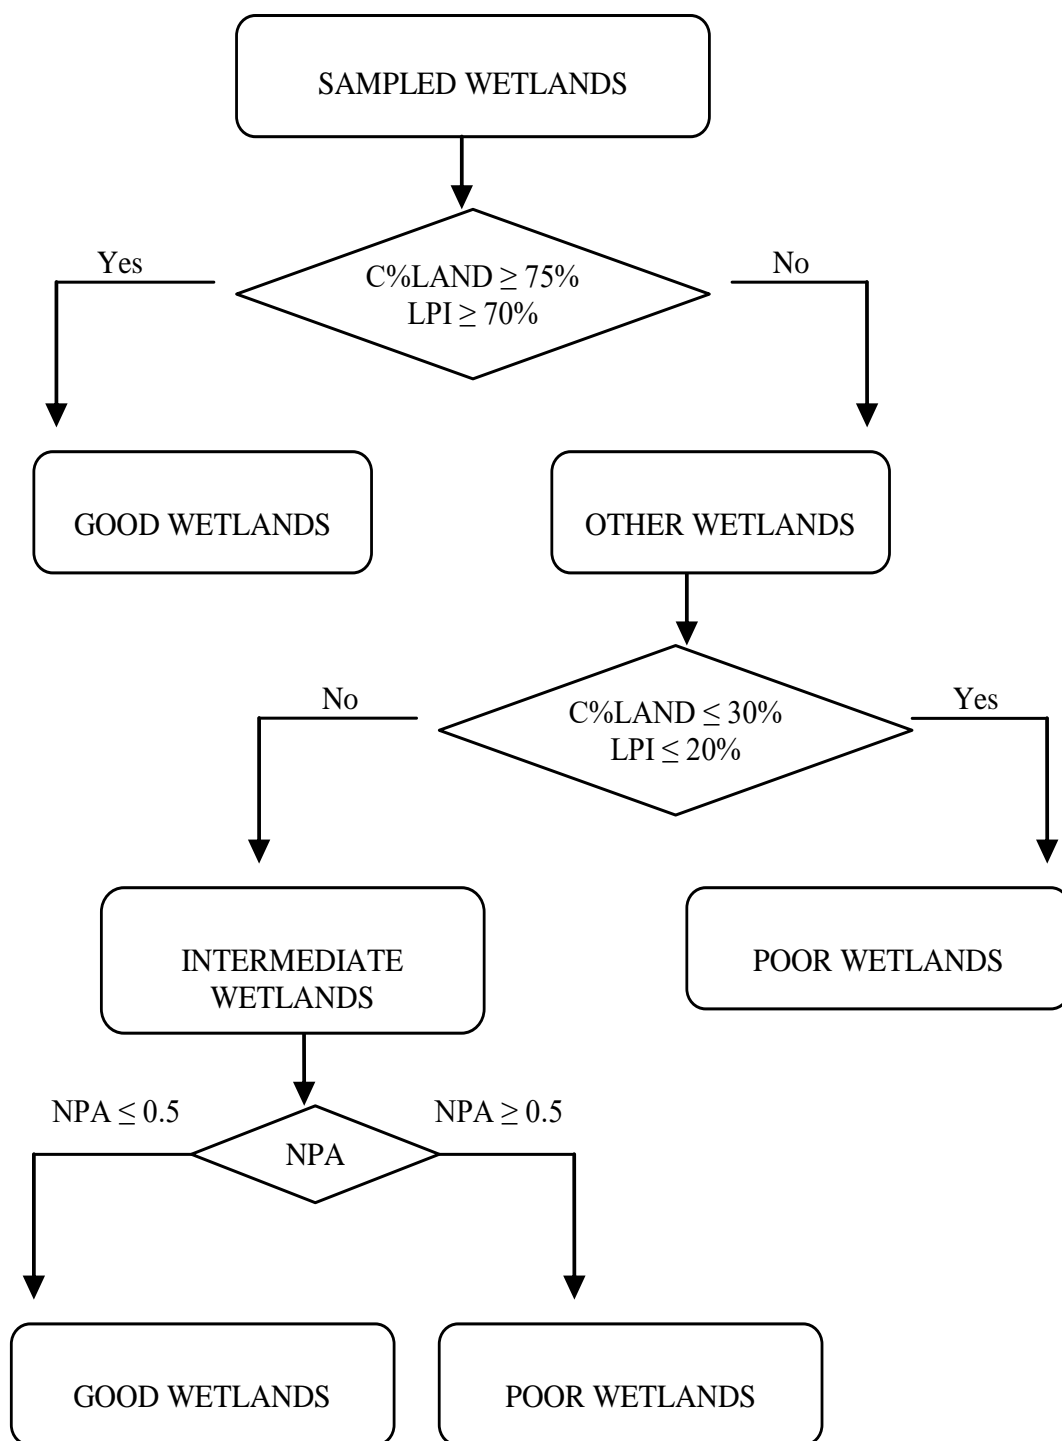 SAMPLED WETLANDS
Yes
No
C%LAND ≥ 75%
LPI ≥ 70%
GOOD WETLANDS
OTHER WETLANDS
No
Yes
C%LAND ≤ 30%
LPI ≤ 20%
INTERMEDIATE
WETLANDS
POOR WETLANDS
NPA ≤ 0.5
NPA ≥ 0.5
NPA
GOOD WETLANDS
POOR WETLANDS